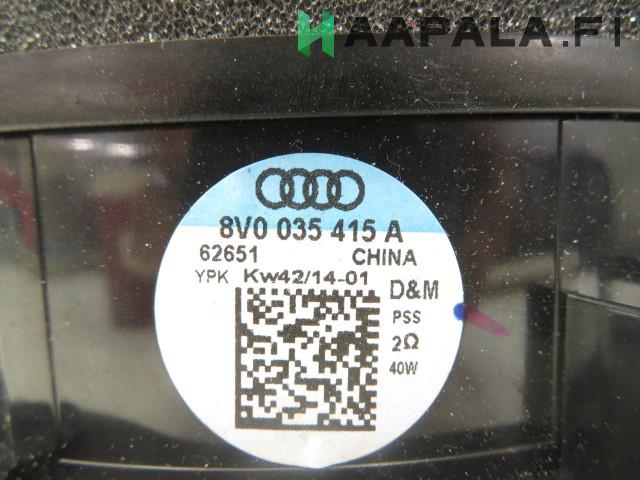 HAAPALA.FI
8V0 035 415 A
62651 CHINA
YPK Kw42/14-01
D&M
PSS
2Ω
40W